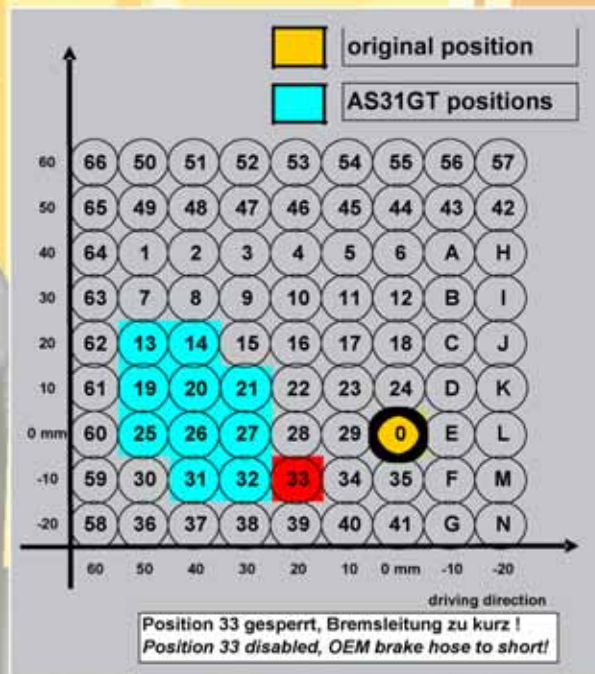 original position
AS31GT positions
60 66 50 51 52 53 54 55 56 57
50 65 49 48 47 46 45 44 43 42
40 64 1 2 3 4 5 6 A H
30 63 7 8 9 10 11 12 B I
20 62 13 14 15 16 17 18 C J
10 61 19 20 21 22 23 24 D K
0 mm 60 25 26 27 28 29 0 E L
-10 59 30 31 32 33 34 35 F M
-20 58 36 37 38 39 40 41 G N
60 50 40 30 20 10 0 mm -10 -20
driving direction
Position 33 gesperrt, Bremsleitung zu kurz !
Position 33 disabled, OEM brake hose to short!